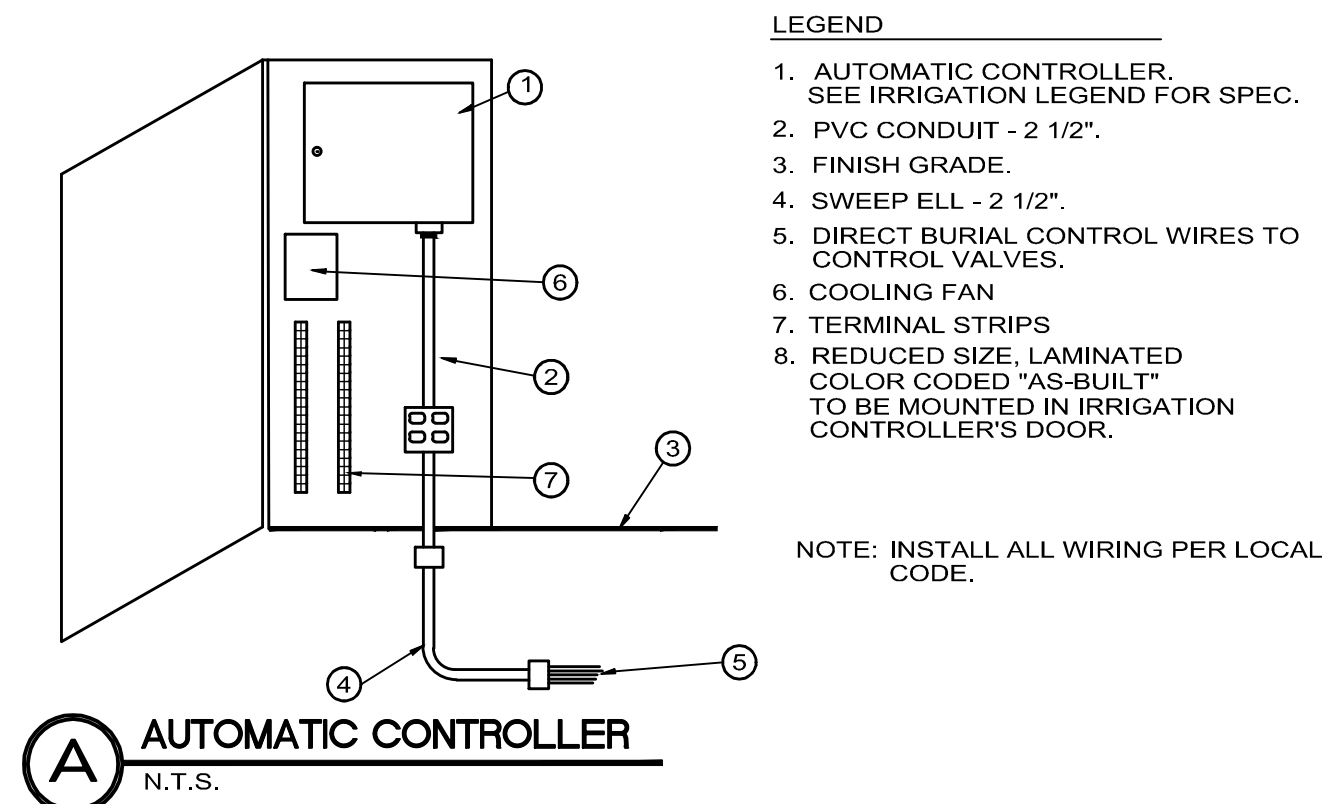 LEGEND
1. AUTOMATIC CONTROLLER.
SEE IRRIGATION LEGEND FOR SPEC.
2. PVC CONDUIT - 2 1/2".
3. FINISH GRADE.
4. SWEEP ELL - 2 1/2".
5. DIRECT BURIAL CONTROL WIRES TO
CONTROL VALVES.
6. COOLING FAN
7. TERMINAL STRIPS
8. REDUCED SIZE, LAMINATED
COLOR CODED "AS-BUILT"
TO BE MOUNTED IN IRRIGATION
CONTROLLER'S DOOR.
NOTE: INSTALL ALL WIRING PER LOCAL
CODE.
1
6
2
3
7
5
4
A
AUTOMATIC CONTROLLER
N.T.S.